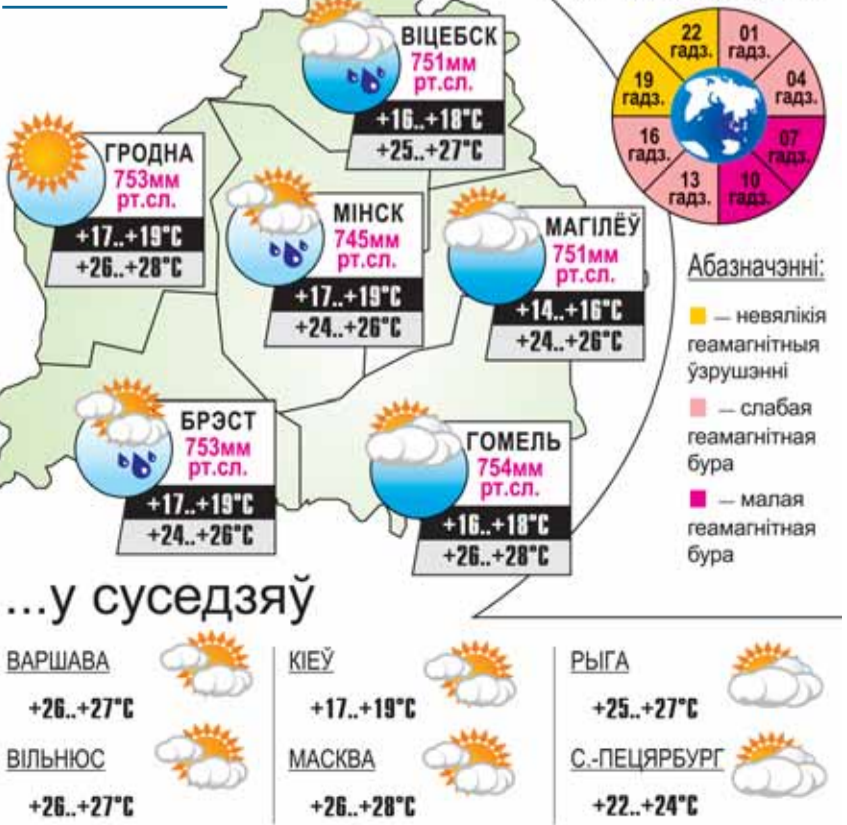 ВІЦЕБСК
751мм
рт.сл.
+16..+18°С
+25..+27°С
ГРОДНА
753мм
рт.сл.
+17..+19°С
+26..+28°С
МІНСК
745мм
рт.сл.
+17..+19°С
+24..+26°С
МАГІЛЁЎ
751мм
рт.сл.
+14..+16°С
+24..+26°С
БРЭСТ
753мм
рт.сл.
+17..+19°С
+24..+26°С
ГОМЕЛЬ
754мм
рт.сл.
+16..+18°С
+26..+28°С
22
гадз.
01
гадз.
19
гадз.
04
гадз.
16
гадз.
07
гадз.
13
гадз.
10
гадз.
Абазначэнні:
— невялікія
геамагнітныя
ўзрушэнні
— слабая
геамагнітная
бура
— малая
геамагнітная
бура
...у суседзяў
ВАРШАВА
+26..+27°С
ВІЛЬНЮС
+26..+27°С
КІЕЎ
+17..+19°С
МАСКВА
+26..+28°С
РЫГА
+25..+27°С
С.-ПЕЦЯРБУРГ
+22..+24°С